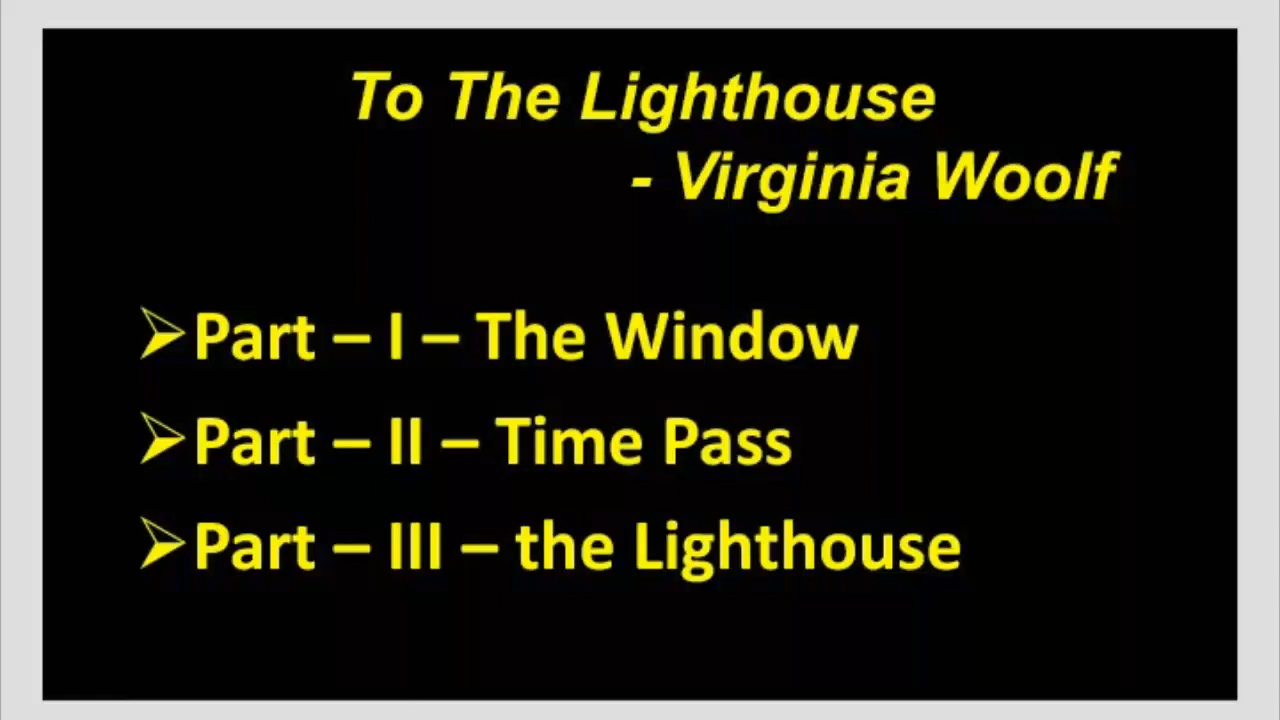 To The Lighthouse
- Virginia Woolf
Part – I – The Window
Part – II – Time Pass
Part – III – the Lighthouse